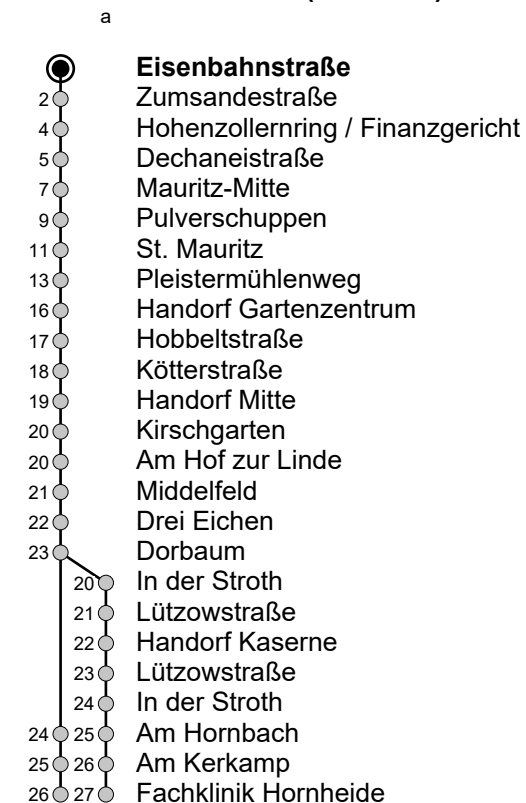 a
Eisenbahnstraße
2 Zumsandestraße
4 Hohenzollernring / Finanzgericht
5 Dechaneistraße
7 Mauritz-Mitte
9 Pulverschuppen
11 St. Mauritz
13 Pleistermühlenweg
16 Handorf Gartenzentrum
17 Hobbeltstraße
18 Kötterstraße
19 Handorf Mitte
20 Kirschgarten
20 Am Hof zur Linde
21 Middelfeld
22 Drei Eichen
23 Dorbaum
20 In der Stroth
21 Lützowstraße
22 Handorf Kaserne
23 Lützowstraße
24 In der Stroth
24 25 Am Hornbach
25 26 Am Kerkamp
26 27 Fachklinik Hornheide